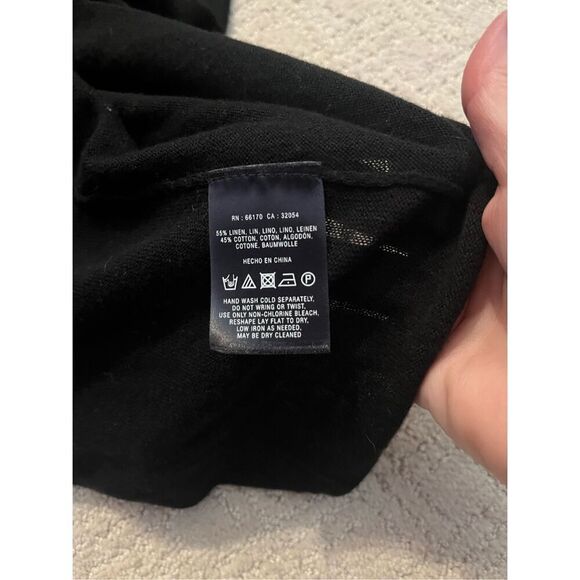 RN : 66170 CA : 32054
55% LINEN, LIN, LINO, LINO, LEINEN
45% COTTON, COTON, ALGODÓN,
COTONE, BAUMWOLLE
HECHO EN CHINA
P
HAND WASH COLD SEPARATELY,
DO NOT WRING OR TWIST,
USE ONLY NON-CHLORINE BLEACH,
RESHAPE LAY FLAT TO DRY,
LOW IRON AS NEEDED,
MAY BE DRY CLEANED